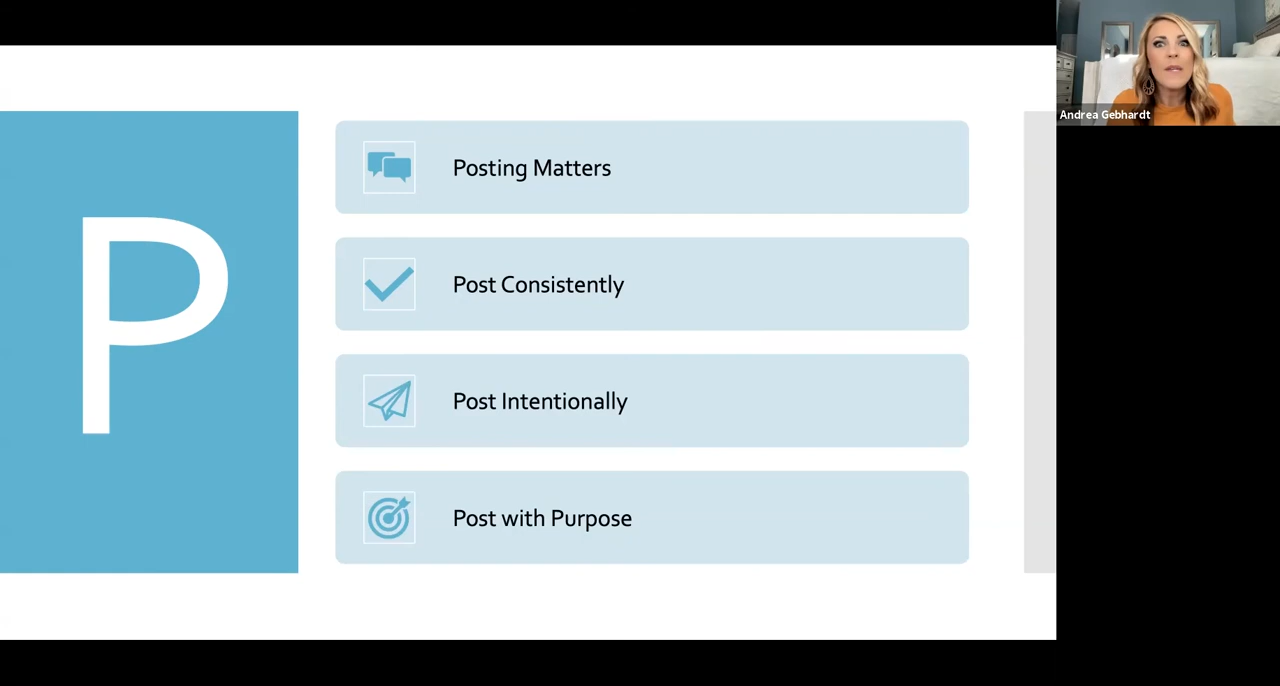 P
Posting Matters
Post Consistently
Post Intentionally
Post with Purpose
Andrea Gebhardt